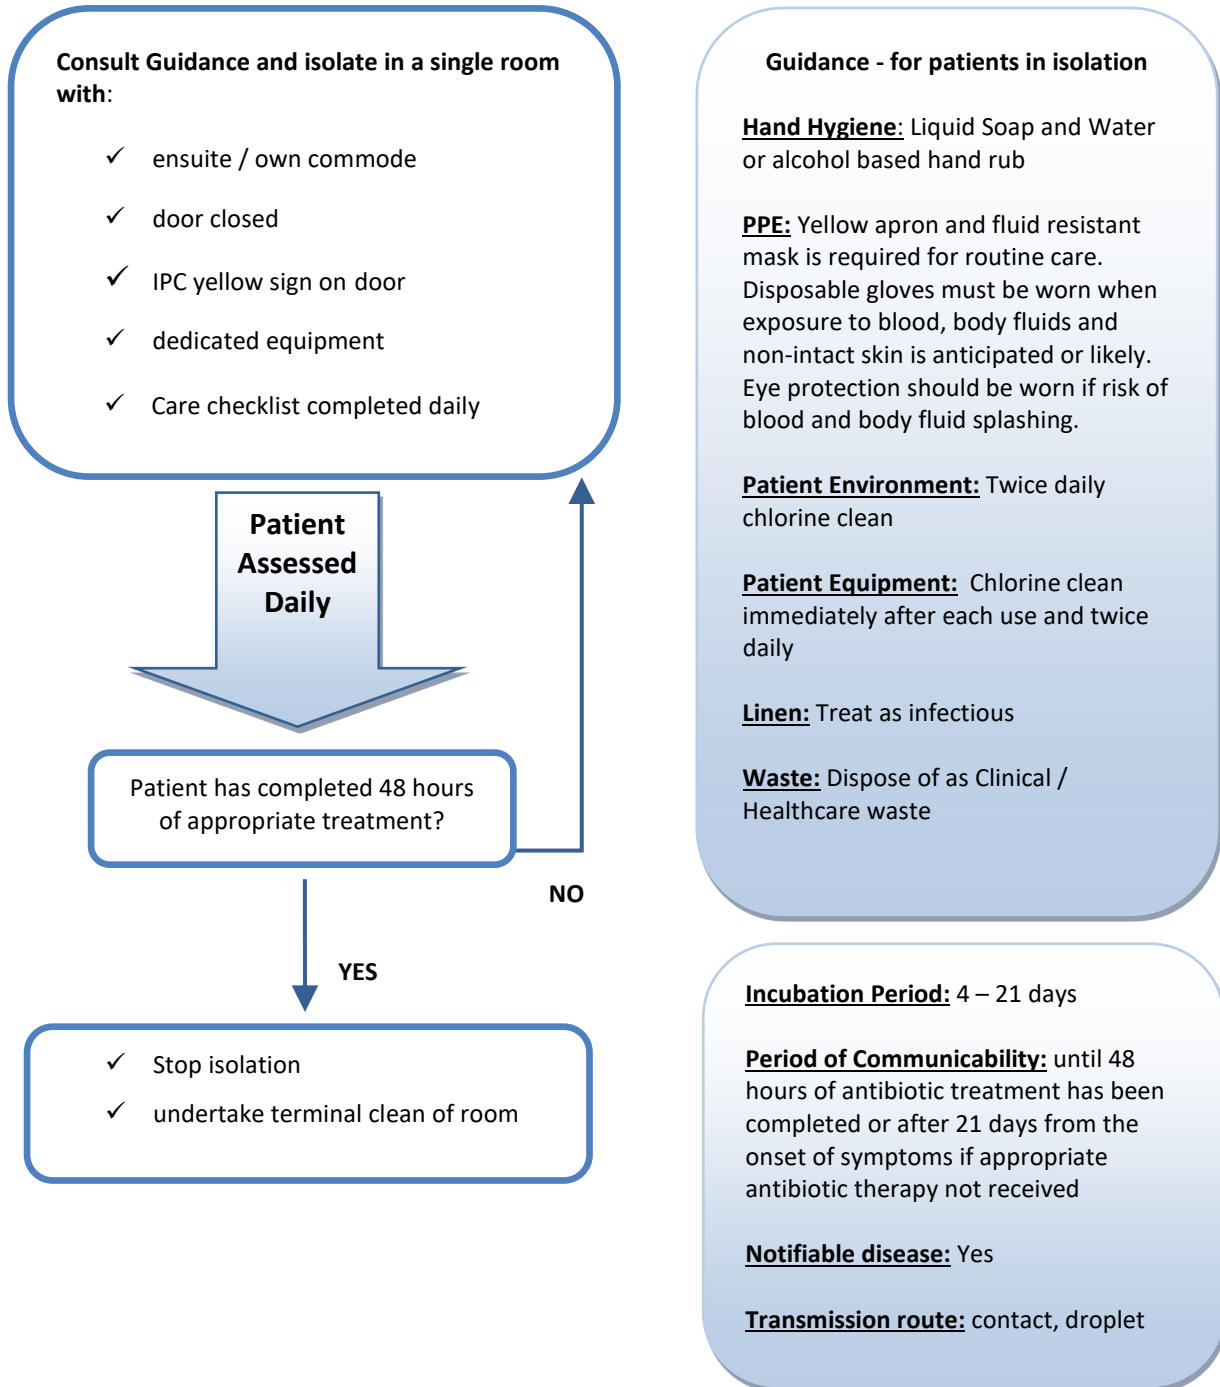 Consult Guidance and isolate in a single room
with:
✓ ensuite / own commode
✓ door closed
✓ IPC yellow sign on door
✓ dedicated equipment
✓ Care checklist completed daily
Patient
Assessed
Daily
Patient has completed 48 hours
of appropriate treatment?
NO
YES
✓ Stop isolation
✓ undertake terminal clean of room
Guidance - for patients in isolation
Hand Hygiene: Liquid Soap and Water
or alcohol based hand rub
PPE: Yellow apron and fluid resistant
mask is required for routine care.
Disposable gloves must be worn when
exposure to blood, body fluids and
non-intact skin is anticipated or likely.
Eye protection should be worn if risk of
blood and body fluid splashing.
Patient Environment: Twice daily
chlorine clean
Patient Equipment: Chlorine clean
immediately after each use and twice
daily
Linen: Treat as infectious
Waste: Dispose of as Clinical /
Healthcare waste
Incubation Period: 4 – 21 days
Period of Communicability: until 48
hours of antibiotic treatment has been
completed or after 21 days from the
onset of symptoms if appropriate
antibiotic therapy not received
Notifiable disease: Yes
Transmission route: contact, droplet